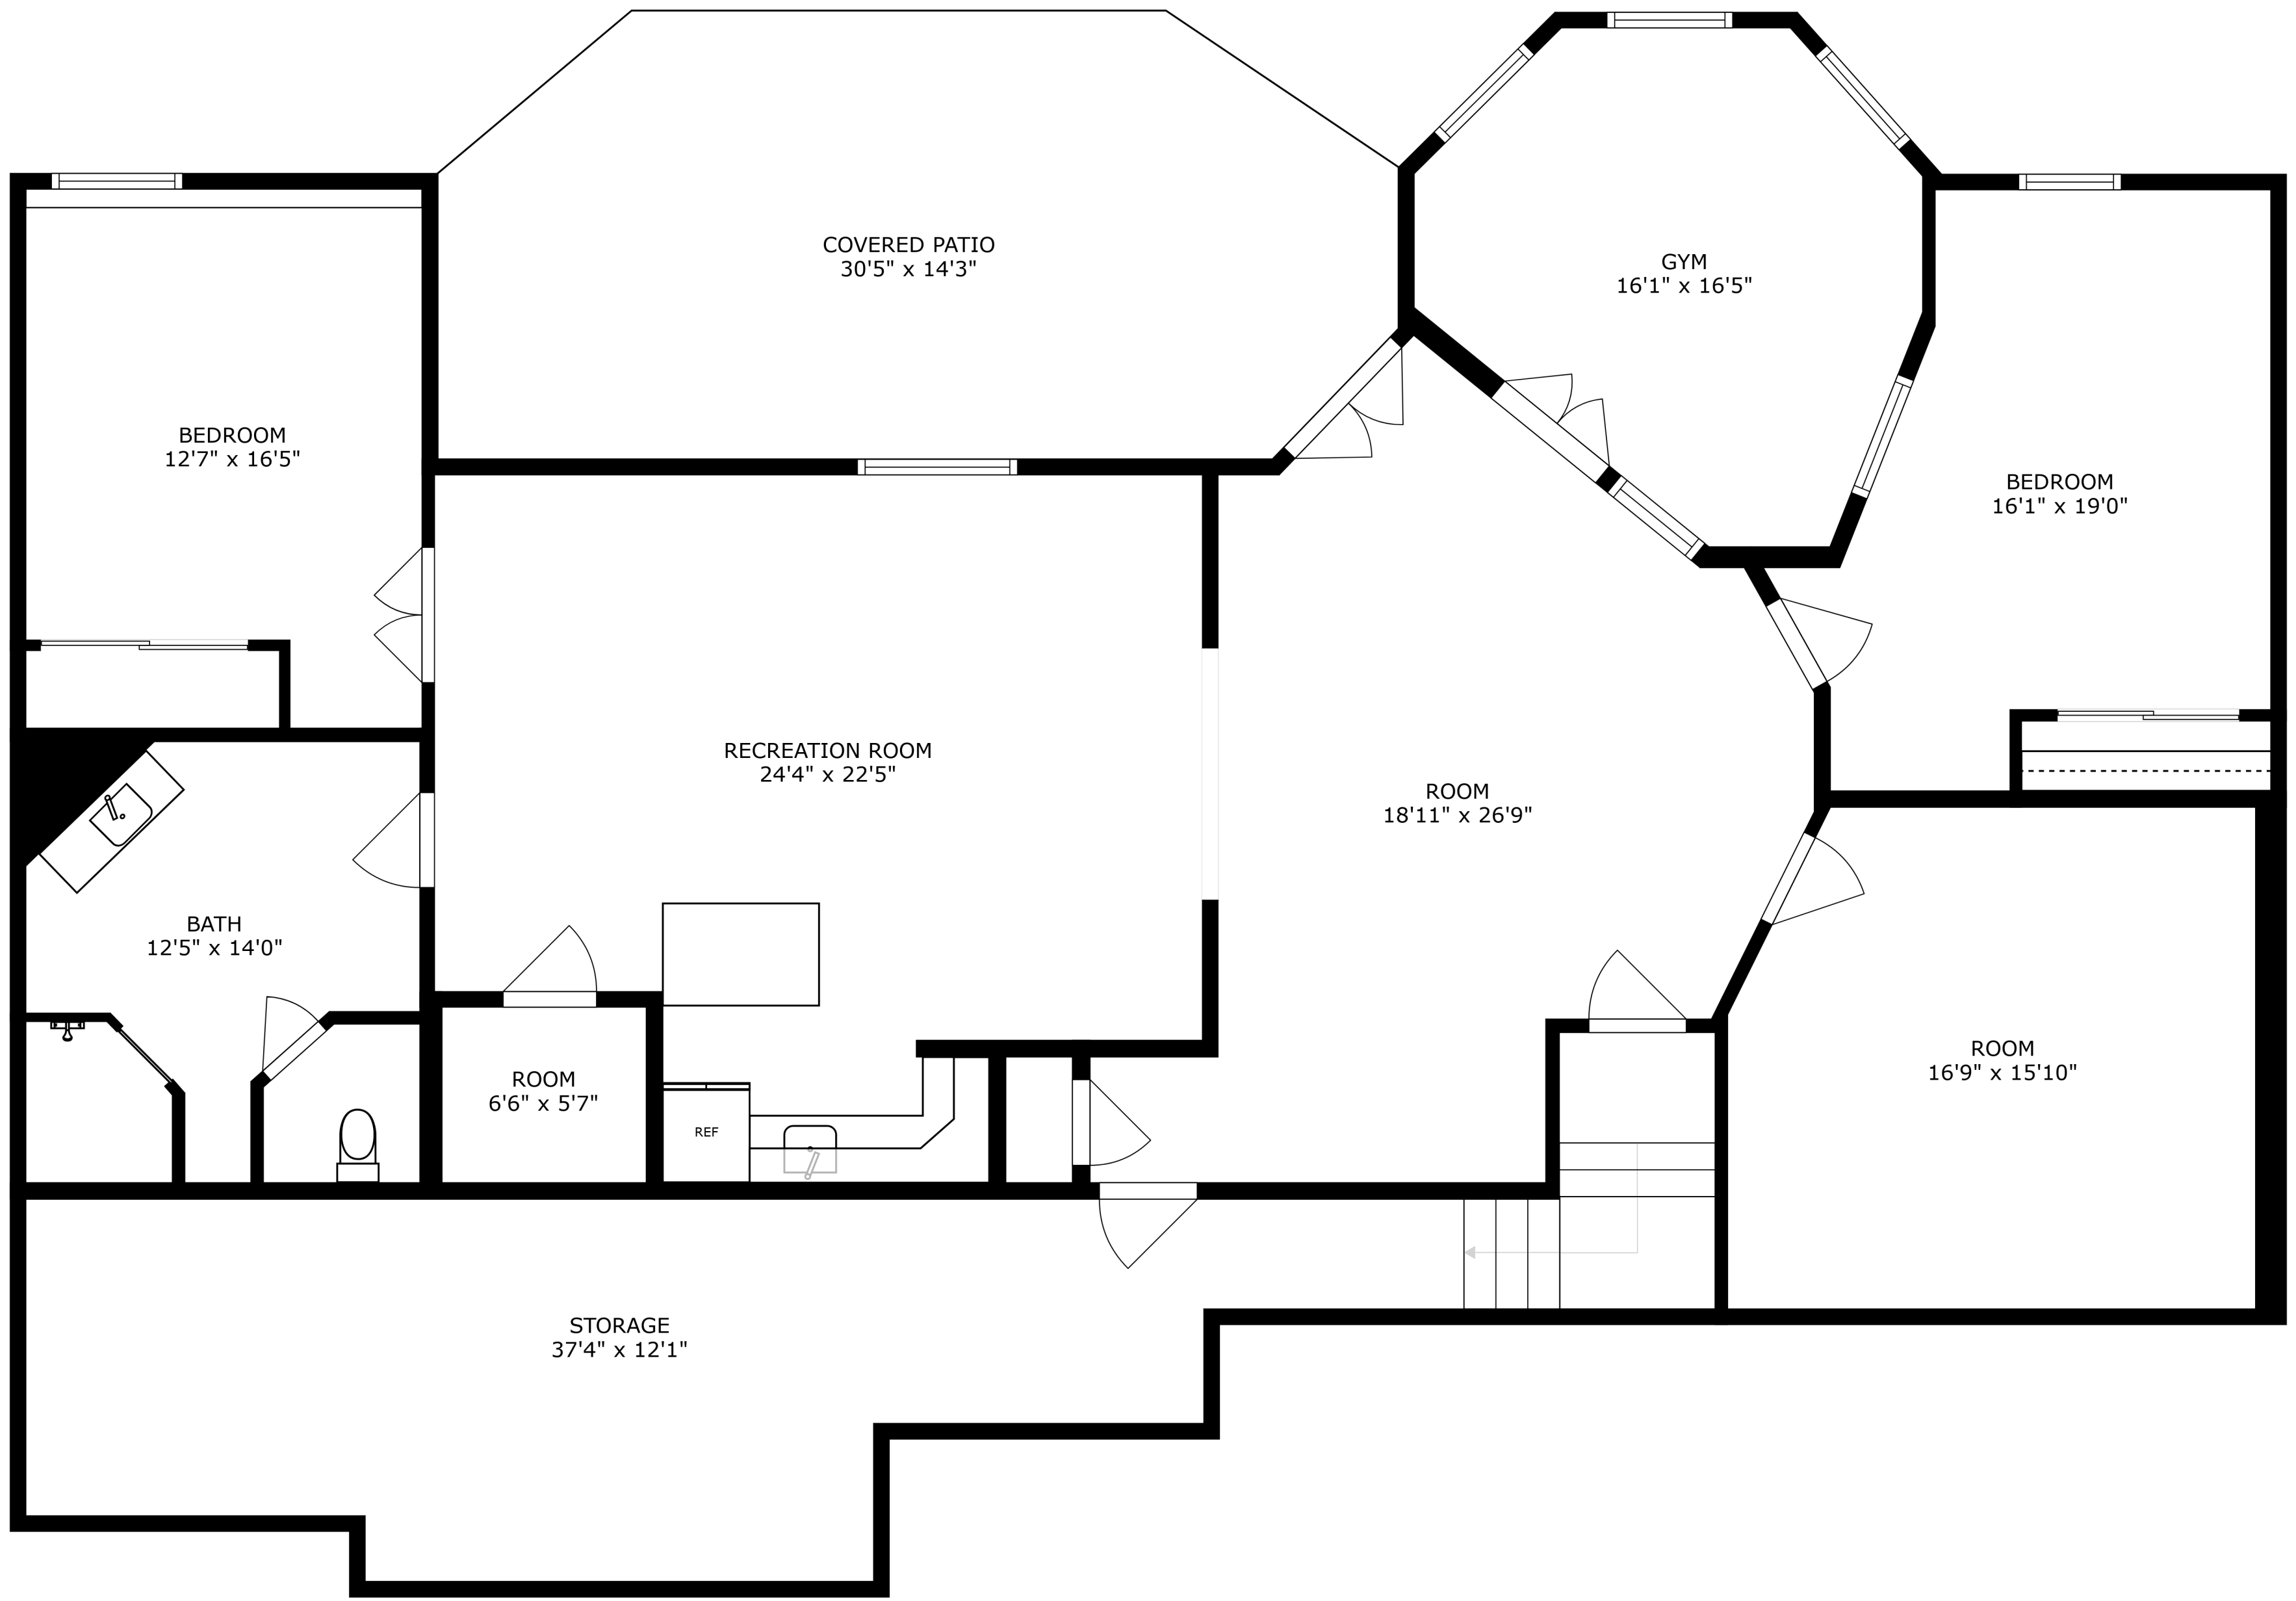 COVERED PATIO
30'5" x 14'3"
GYM
16'1" x 16'5"
BEDROOM
12'7" x 16'5"
BEDROOM
16'1" x 19'0"
RECREATION ROOM
24'4" x 22'5"
ROOM
18'11" x 26'9"
BATH
12'5" x 14'0"
ROOM
6'6" x 5'7"
REF
ROOM
16'9" x 15'10"
STORAGE
37'4" x 12'1"